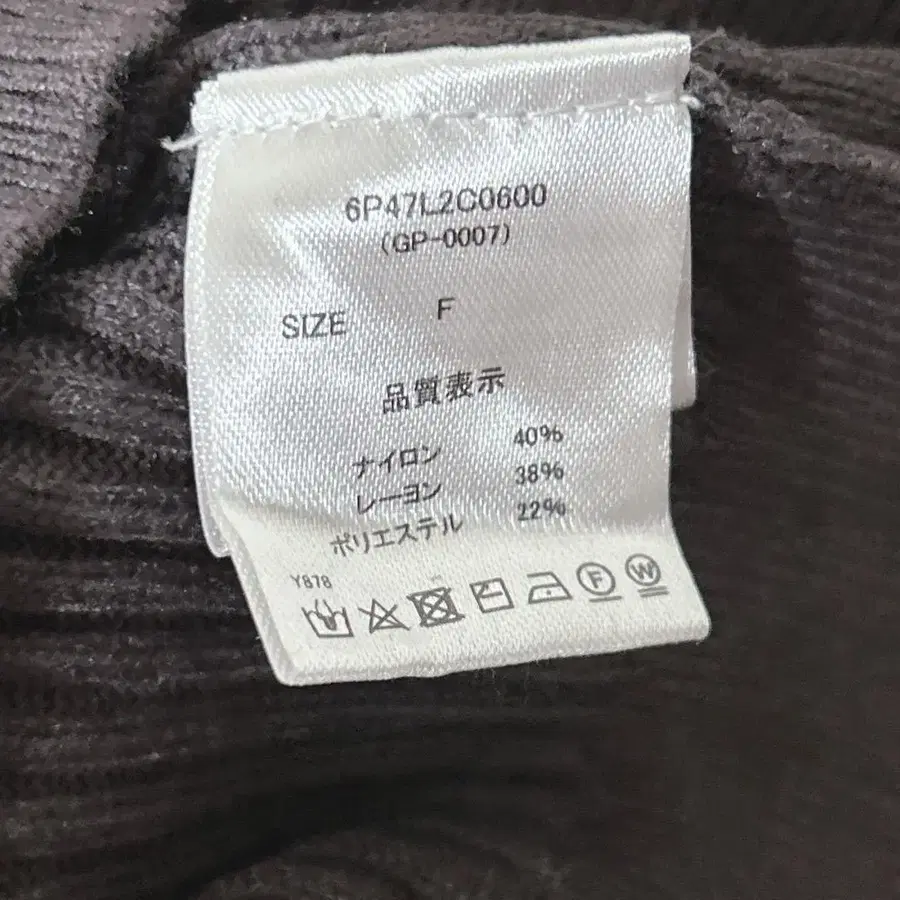 6P47L2C0600
(GP-0007)
SIZE F
品質表示
ナイロン 40%
レーヨン 38%
ポリエステル 22%
Y878
F W